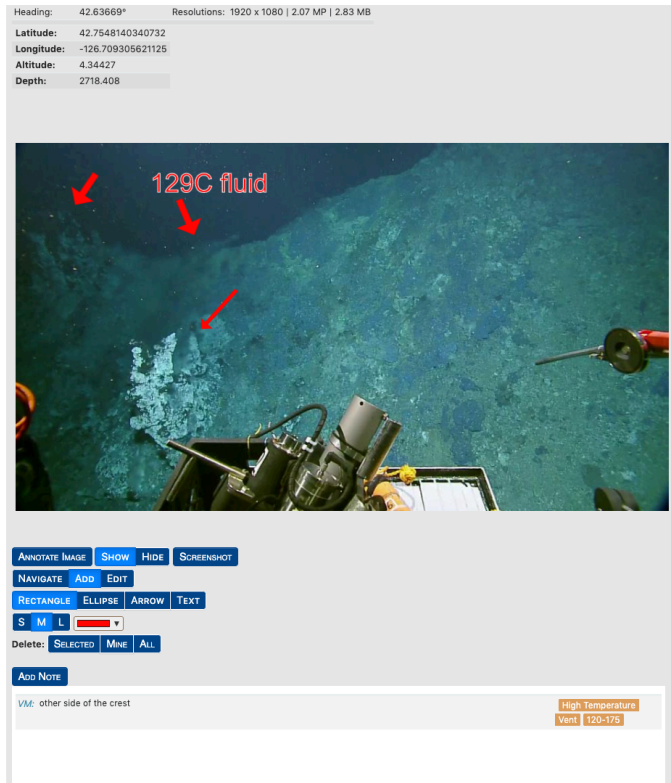 Heading: 42.63669° Resolutions: 1920 x 1080 | 2.07 MP | 2.83 MB
Latitude: 42.7548140340732
Longitude: -126.709305621125
Altitude: 4.34427
Depth: 2718.408
129C fluid
ANNOTATE IMAGE SHOW HIDE SCREENSHOT
NAVIGATE ADD EDIT
RECTANGLE ELLIPSE ARROW TEXT
S M L
Delete: SELECTED MINE ALL
ADD NOTE
VM: other side of the crest High Temperature
Vent 120-175